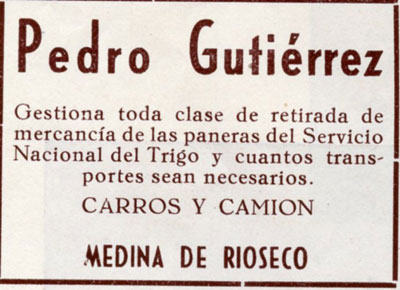 Pedro Gutiérrez
Gestiona toda clase de retirada de
mercancía de las paneras del Servicio
Nacional del Trigo y cuantos trans-
portes sean necesarios.
CARROS Y CAMION
MEDINA DE RIOSECO